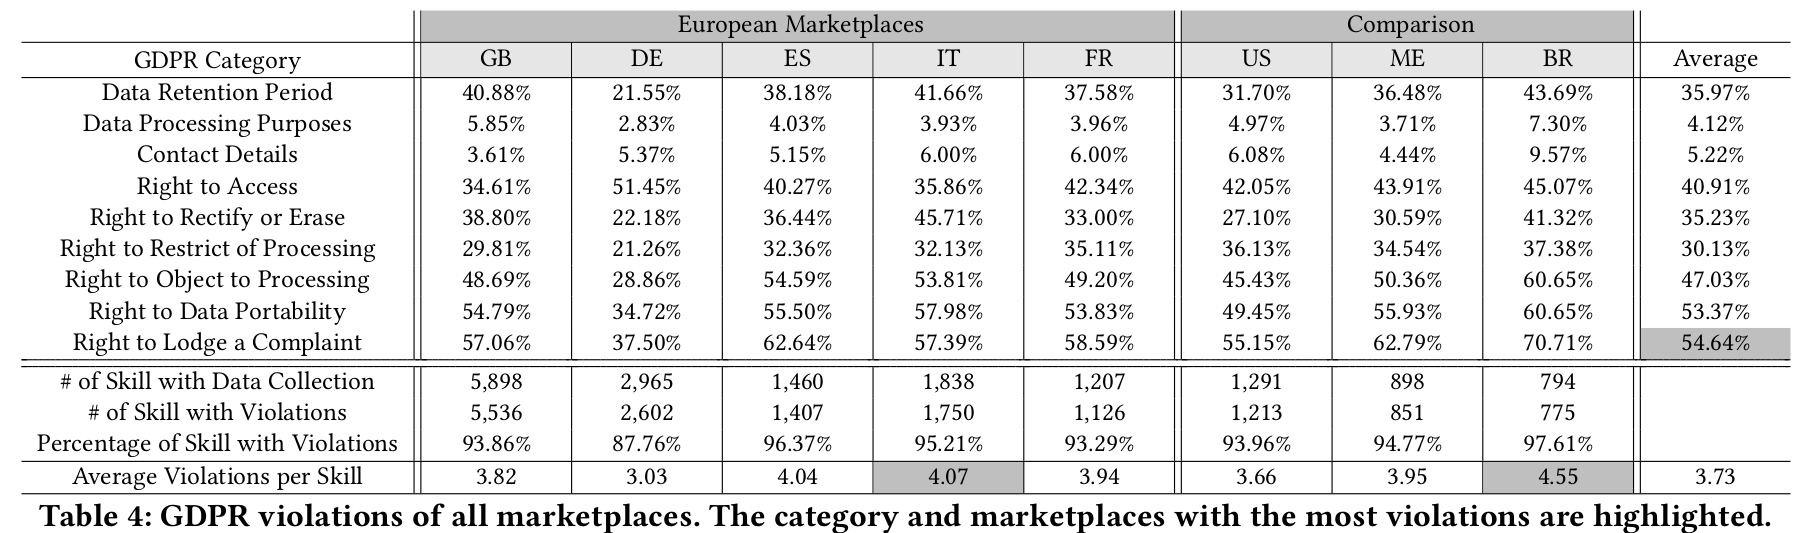 European Marketplaces Comparison
GDPR Category GB DE ES IT FR US ME BR Average
Data Retention Period 40.88% 21.55% 38.18% 41.66% 37.58% 31.70% 36.48% 43.69% 35.97%
Data Processing Purposes 5.85% 2.83% 4.03% 3.93% 3.96% 4.97% 3.71% 7.30% 4.12%
Contact Details 3.61% 5.37% 5.15% 6.00% 6.00% 6.08% 4.44% 9.57% 5.22%
Right to Access 34.61% 51.45% 40.27% 35.86% 42.34% 42.05% 43.91% 45.07% 40.91%
Right to Rectify or Erase 38.80% 22.18% 36.44% 45.71% 33.00% 27.10% 30.59% 41.32% 35.23%
Right to Restrict of Processing 29.81% 21.26% 32.36% 32.13% 35.11% 36.13% 34.54% 37.38% 30.13%
Right to Object to Processing 48.69% 28.86% 54.59% 53.81% 49.20% 45.43% 50.36% 60.65% 47.03%
Right to Data Portability 54.79% 34.72% 55.50% 57.98% 53.83% 49.45% 55.93% 60.65% 53.37%
Right to Lodge a Complaint 57.06% 37.50% 62.64% 57.39% 58.59% 55.15% 62.79% 70.71% 54.64%
# of Skill with Data Collection 5,898 2,965 1,460 1,838 1,207 1,291 898 794
# of Skill with Violations 5,536 2,602 1,407 1,750 1,126 1,213 851 775
Percentage of Skill with Violations 93.86% 87.76% 96.37% 95.21% 93.29% 93.96% 94.77% 97.61%
Average Violations per Skill 3.82 3.03 4.04 4.07 3.94 3.66 3.95 4.55 3.73
Table 4: GDPR violations of all marketplaces. The category and marketplaces with the most violations are highlighted.